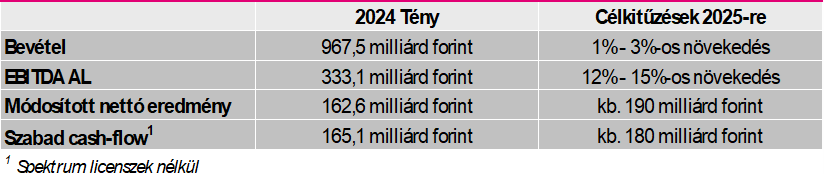 2024 Tény Célkitűzések 2025-re
Bevétel 967,5 milliárd forint 1% - 3%-os növekedés
EBITDA AL 333,1 milliárd forint 12% - 15%-os növekedés
Módosított nettó eredmény 162,6 milliárd forint kb. 190 milliárd forint
Szabad cash-flow¹ 165,1 milliárd forint kb. 180 milliárd forint
¹ Spektrum licenszek nélkül